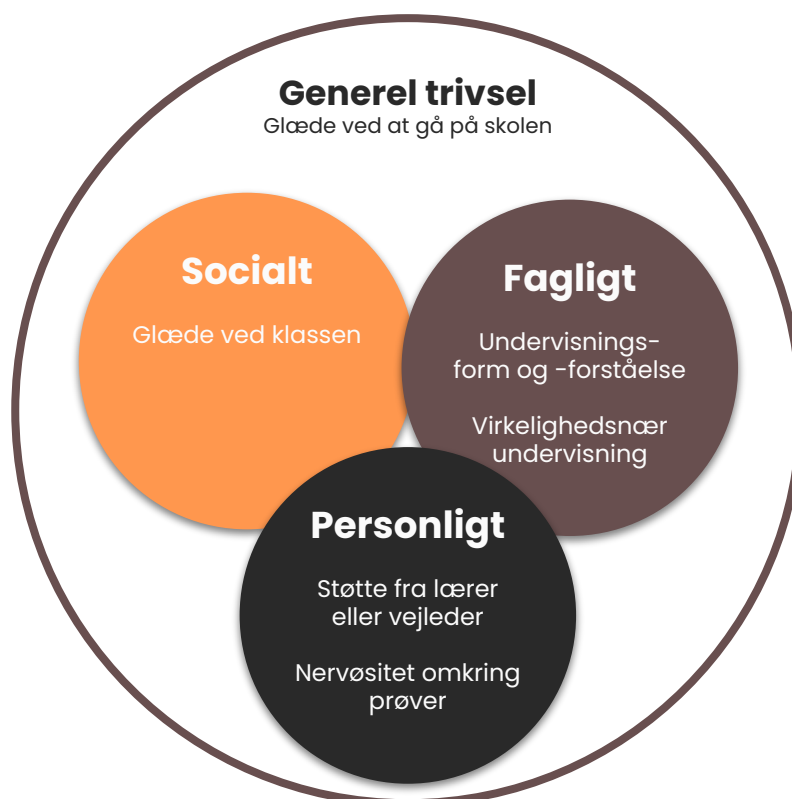 Generel trivsel
Glæde ved at gå på skolen
Socialt
Glæde ved klassen
Fagligt
Undervisnings-
form og -forståelse
Virkelighedsnær
undervisning
Personligt
Støtte fra lærer
eller vejleder
Nervøsitet omkring
prøver